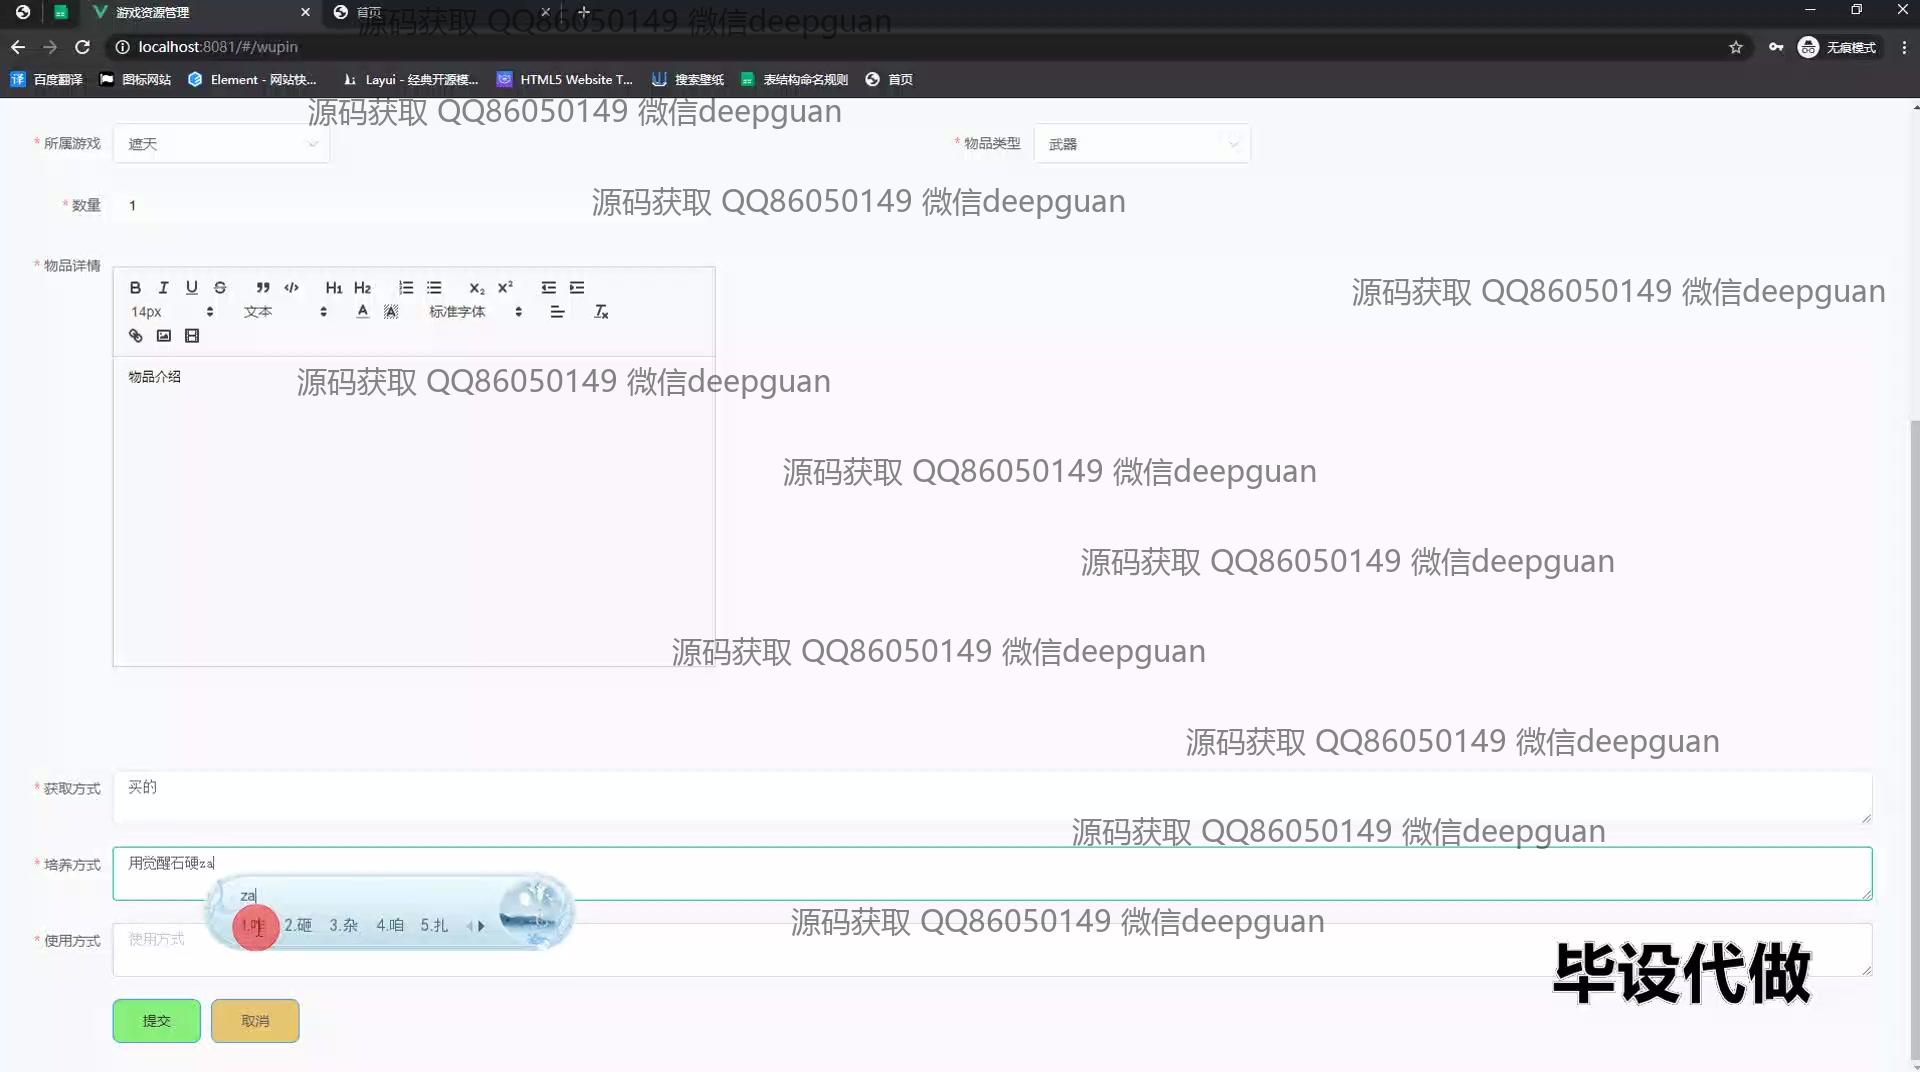 游戏资源管理
首页
源码获取 QQ86050149 微信deepguan
localhost:8081/#/wupin
无痕模式
百度翻译
图标网站
Element - 网站快...
Layui - 经典开源模...
HTML5 Website T...
搜索壁纸
表结构命名规则
首页
源码获取 QQ86050149 微信deepguan
* 所属游戏 遮天
* 物品类型 武器
* 数量 1
源码获取 QQ86050149 微信deepguan
* 物品详情
B I U S H1 H2 X₂ X²
源码获取 QQ86050149 微信deepguan
14px 文本 A A 标准字体 Tx
物品介绍
源码获取 QQ86050149 微信deepguan
源码获取 QQ86050149 微信deepguan
源码获取 QQ86050149 微信deepguan
源码获取 QQ86050149 微信deepguan
源码获取 QQ86050149 微信deepguan
* 获取方式 买的
源码获取 QQ86050149 微信deepguan
* 培养方式 用觉醒石硬za
za
1.咋 2.砸 3.杂 4.咱 5.扎
源码获取 QQ86050149 微信deepguan
* 使用方式 使用方式
毕设代做
提交
取消